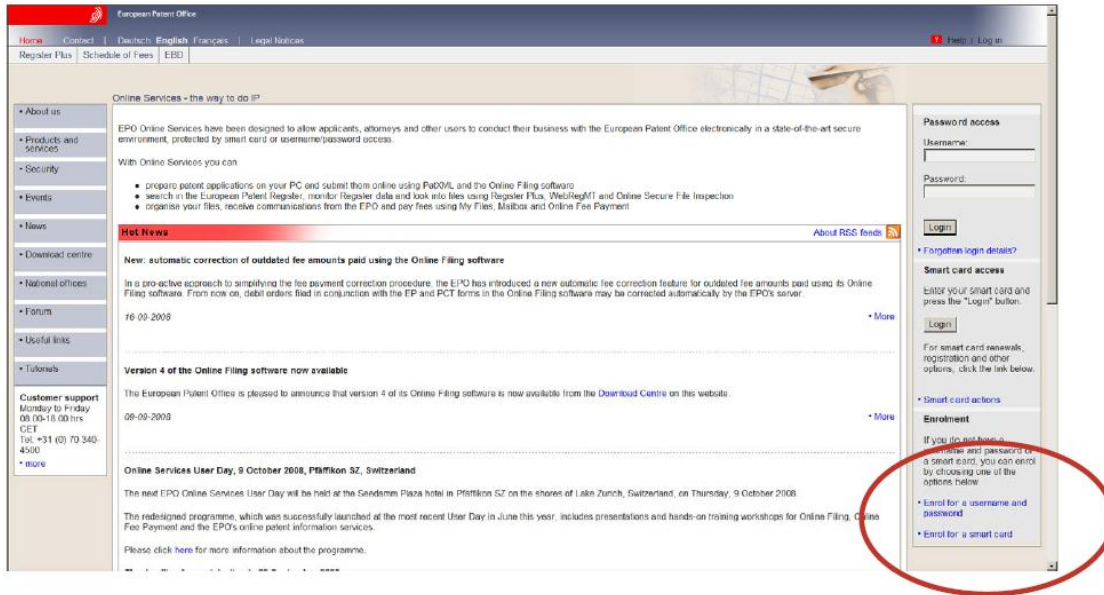 European Patent Office
Home Contact | Deutsch English Français | Legal Notices
? Help | Log in
Register Plus Schedule of Fees EBD
Online Services - the way to do IP
• About us
• Products and
services
• Security
• Events
• News
• Download centre
• National offices
• Forum
• Useful links
• Tutorials
Customer support
Monday to Friday
08.00-18.00 hrs
CET
Tel. +31 (0) 70 340-
4500
• more
EPO Online Services have been designed to allow applicants, attorneys and other users to conduct their business with the European Patent Office electronically in a state-of-the-art secure
environment, protected by smart card or username/password access.
With Online Services you can
• prepare patent applications on your PC and submit them online using PatXML and the Online Filing software
• search in the European Patent Register, monitor Register data and look into files using Register Plus, WebRegMT and Online Secure File Inspection
• organise your files, receive communications from the EPO and pay fees using My Files, Mailbox and Online Fee Payment
Hot News
About RSS feeds
New: automatic correction of outdated fee amounts paid using the Online Filing software
In a pro-active approach to simplifying the fee payment correction procedure, the EPO has introduced a new automatic fee correction feature for outdated fee amounts paid using its Online
Filing software. From now on, debit orders filed in conjunction with the EP and PCT forms in the Online Filing software may be corrected automatically by the EPO's server.
16-09-2008
• More
Version 4 of the Online Filing software now available
The European Patent Office is pleased to announce that version 4 of its Online Filing software is now available from the Download Centre on this website.
09-09-2008
• More
Online Services User Day, 9 October 2008, Pfäffikon SZ, Switzerland
The next EPO Online Services User Day will be held at the Seedamm Plaza hotel in Pfäffikon SZ on the shores of Lake Zurich, Switzerland, on Thursday, 9 October 2008.
The redesigned programme, which was successfully launched at the most recent User Day in June this year, includes presentations and hands-on training workshops for Online Filing, Online
Fee Payment and the EPO's online patent information services.
Please click here for more information about the programme.
Password access
Username:
Password:
Login
• Forgotten login details?
Smart card access
Enter your smart card and
press the "Login" button.
Login
For smart card renewals,
registration and other
options, click the link below.
• Smart card actions
Enrolment
If you do not have a
username and password or
a smart card, you can enrol
by choosing one of the
options below
• Enrol for a username and
password
• Enrol for a smart card